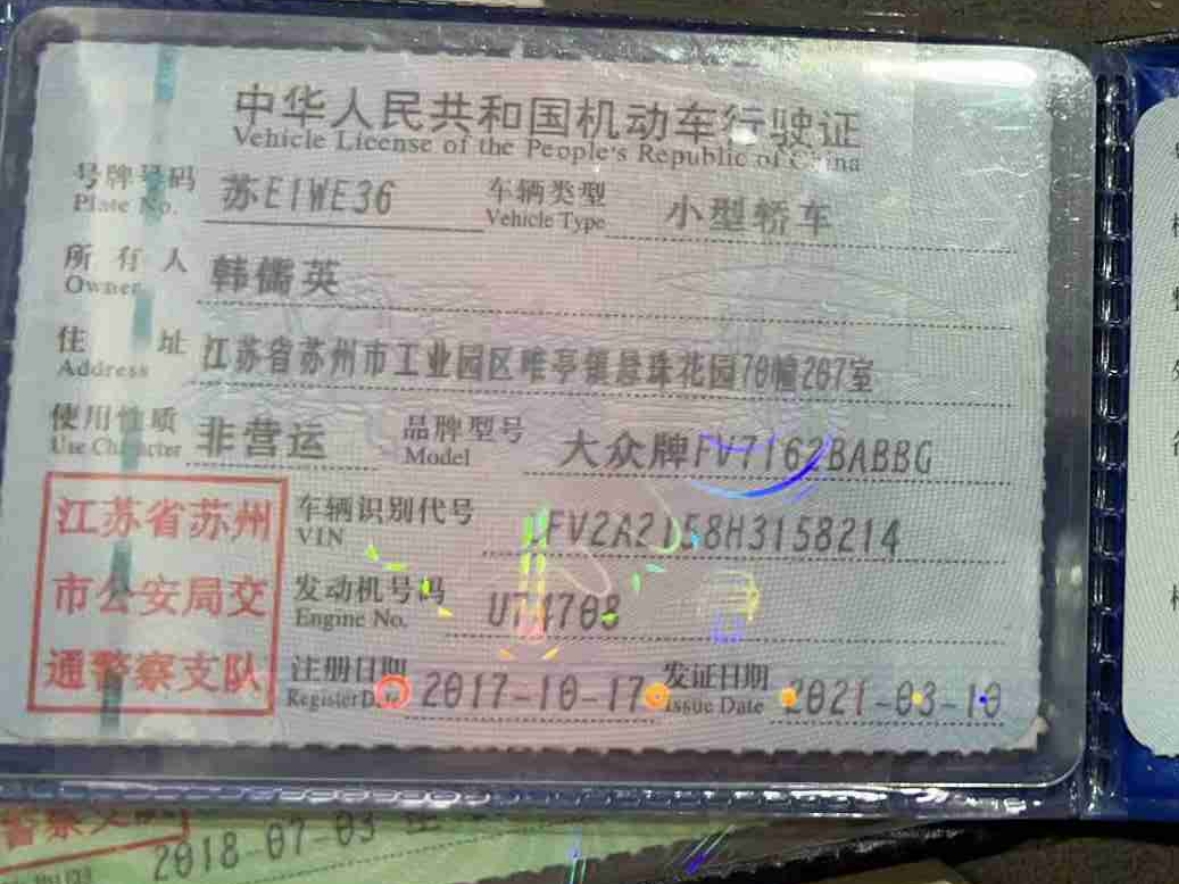 中华人民共和国机动车行驶证
Vehicle License of the People's Republic of China
号牌号码 苏E1WE36 车辆类型 小型轿车
Plate No. Vehicle Type
所有人 韩儒英
Owner
住址 江苏省苏州市工业园区唯亭镇悬珠花园70幢207室
Address
使用性质 非营运 品牌型号 大众牌FV7162BABBG
Use Character Model
江苏省苏州
市公安局交
通警察支队
车辆识别代号 LFV2A2158H3158214
VIN
发动机号码
Engine No.
注册日期 2017-10-17 发证日期 2021-03-10
Register Date Issue Date
2018-07-03